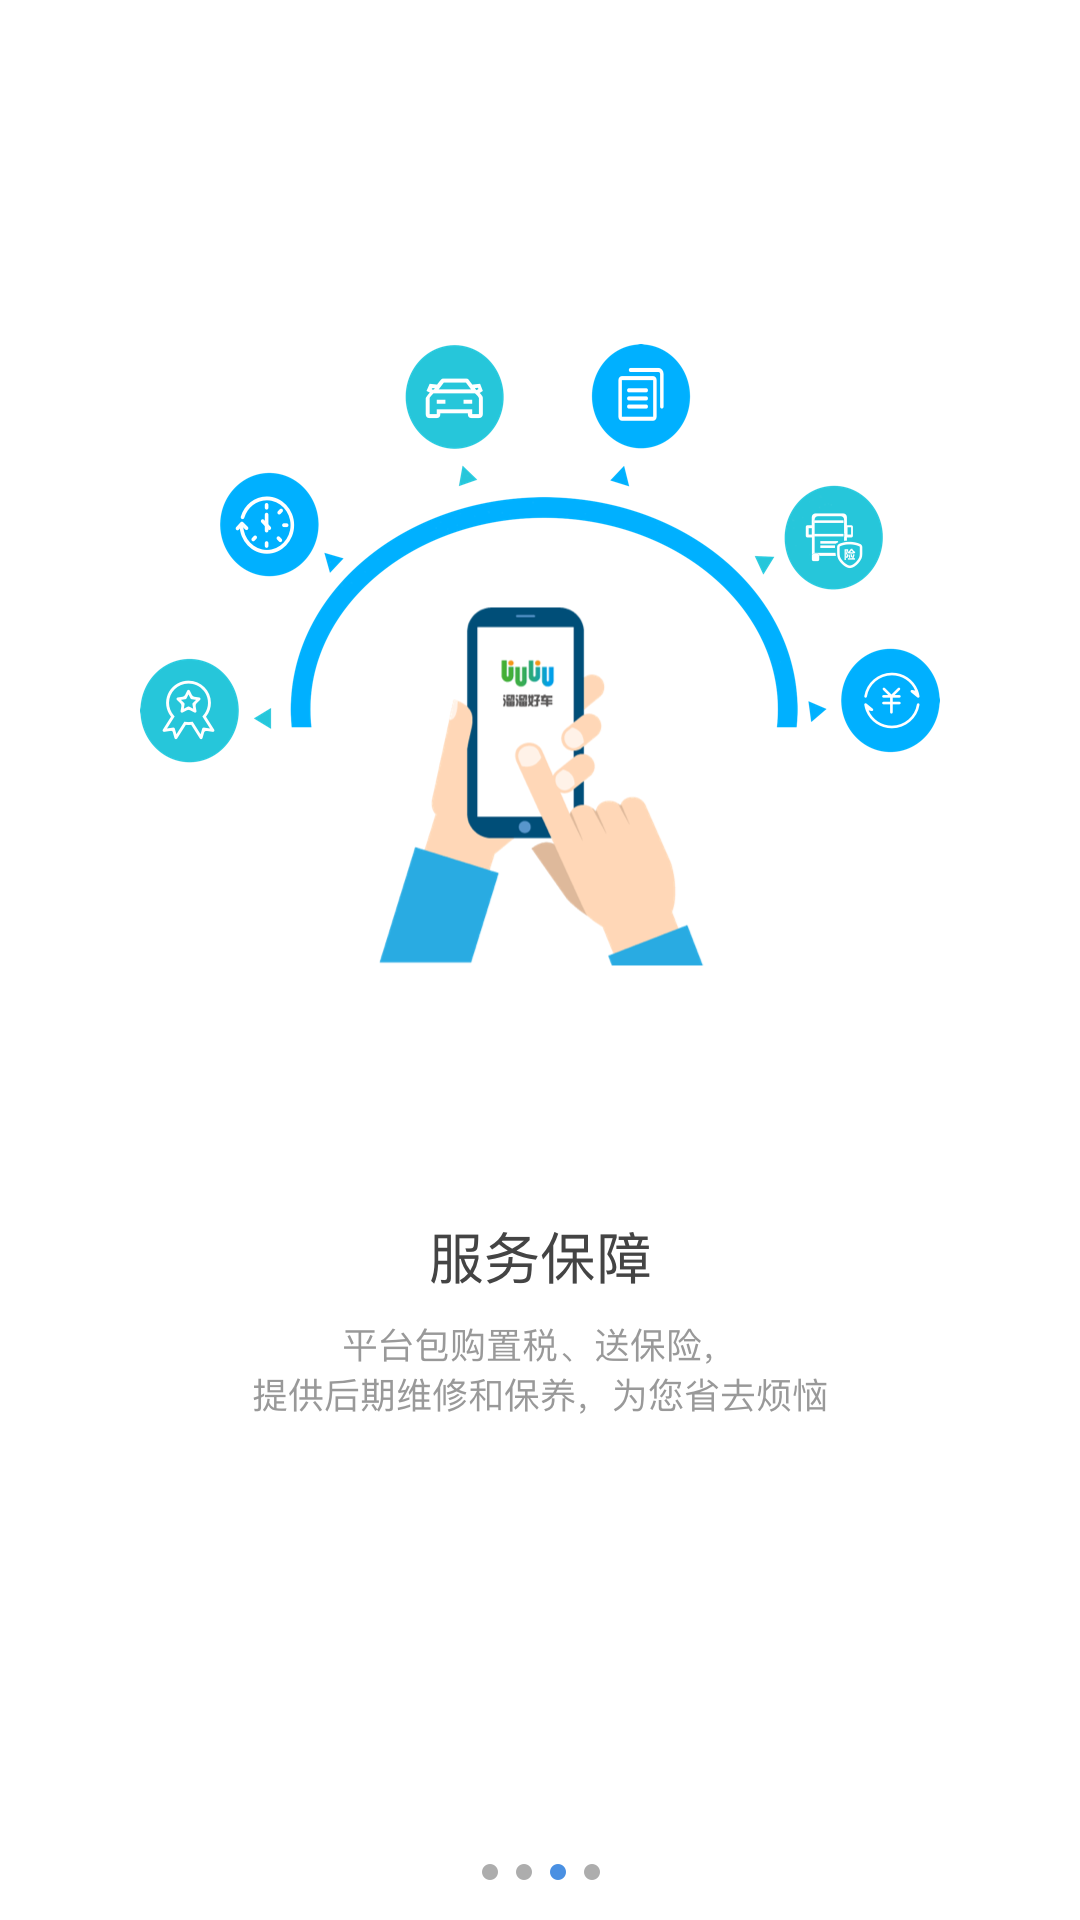 险
¥
liuliu
溜溜好车
服务保障
平台包购置税、送保险，
提供后期维修和保养，为您省去烦恼